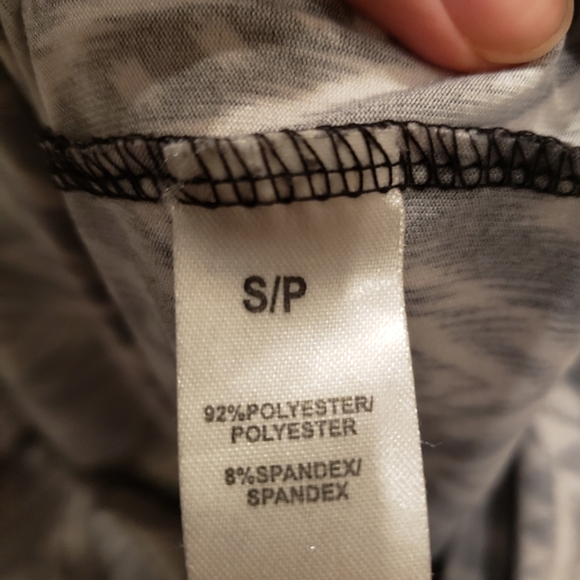 S/P
92%POLYESTER/
POLYESTER
8%SPANDEX/
SPANDEX